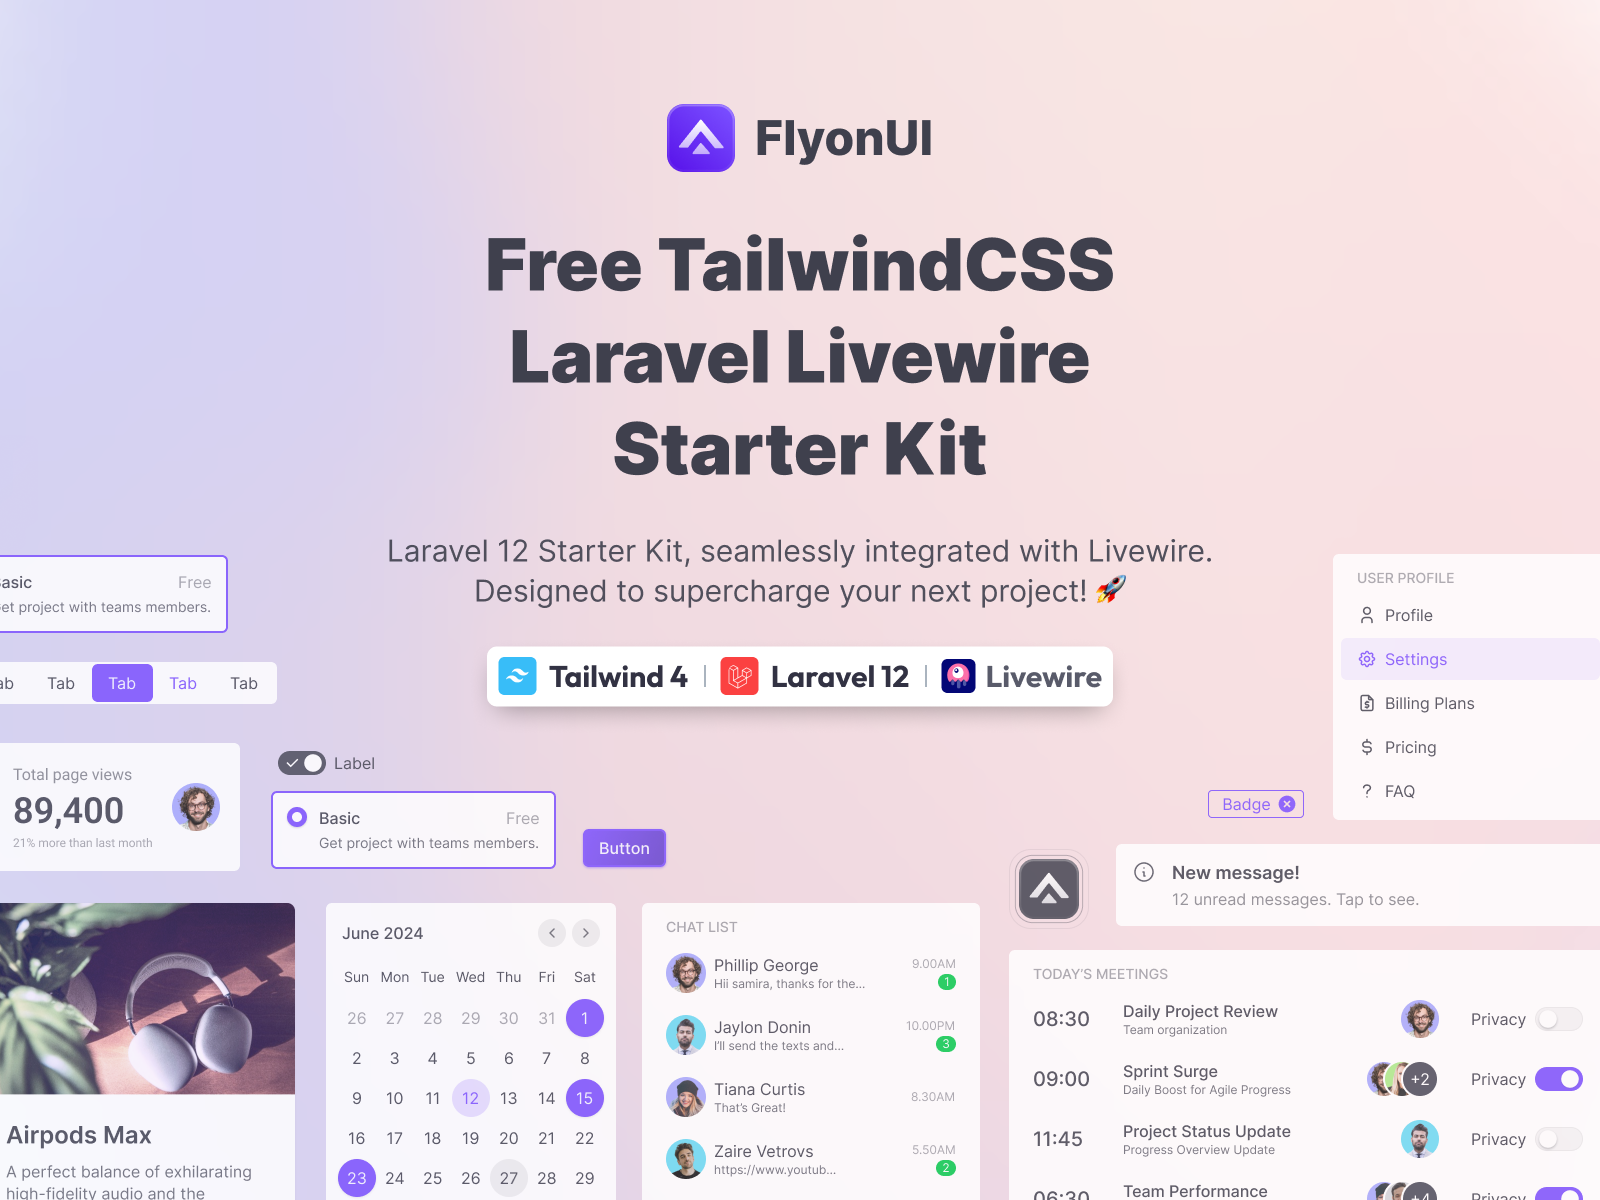 FlyonUI
Free TailwindCSS
Laravel Livewire
Starter Kit
Laravel 12 Starter Kit, seamlessly integrated with Livewire.
Designed to supercharge your next project! 🚀
Tailwind 4 | Laravel 12 | Livewire
Free
Get project with teams members.
Tab Tab Tab Tab
Total page views
89,400
21% more than last month
Label
Basic Free
Get project with teams members.
Button
Airpods Max
A perfect balance of exhilarating
high-fidelity audio and the
June 2024
Sun Mon Tue Wed Thu Fri Sat
26 27 28 29 30 31 1
2 3 4 5 6 7 8
9 10 11 12 13 14 15
16 17 18 19 20 21 22
23 24 25 26 27 28 29
CHAT LIST
Phillip George 9.00AM
Hii samira, thanks for the... 1
Jaylon Donin 10.00PM
I'll send the texts and... 3
Tiana Curtis
That's Great! 8.30AM
Zaire Vetrovs 5.50AM
https://www.youtub... 2
USER PROFILE
Profile
Settings
Billing Plans
Pricing
FAQ
Badge
New message!
12 unread messages. Tap to see.
TODAY'S MEETINGS
08:30 Daily Project Review Privacy
Team organization
09:00 Sprint Surge +2 Privacy
Daily Boost for Agile Progress
11:45 Project Status Update Privacy
Progress Overview Update
06:30 Team Performance +4 Privacy